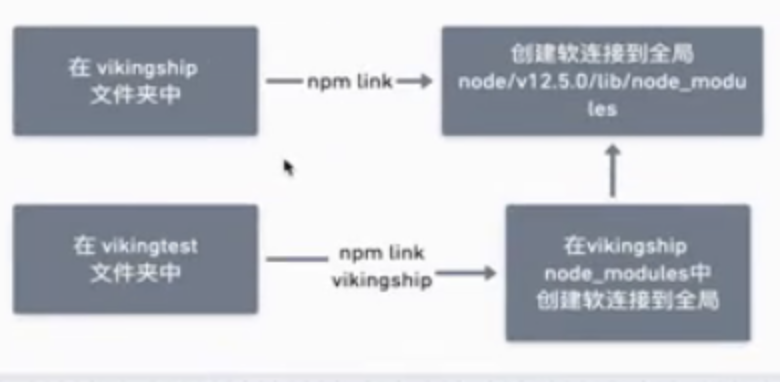 在 vikingship
文件夹中
npm link
创建软连接到全局
node/v12.5.0/lib/node_modu
les
在 vikingtest
文件夹中
npm link
vikingship
在vikingship
node_modules中
创建软连接到全局